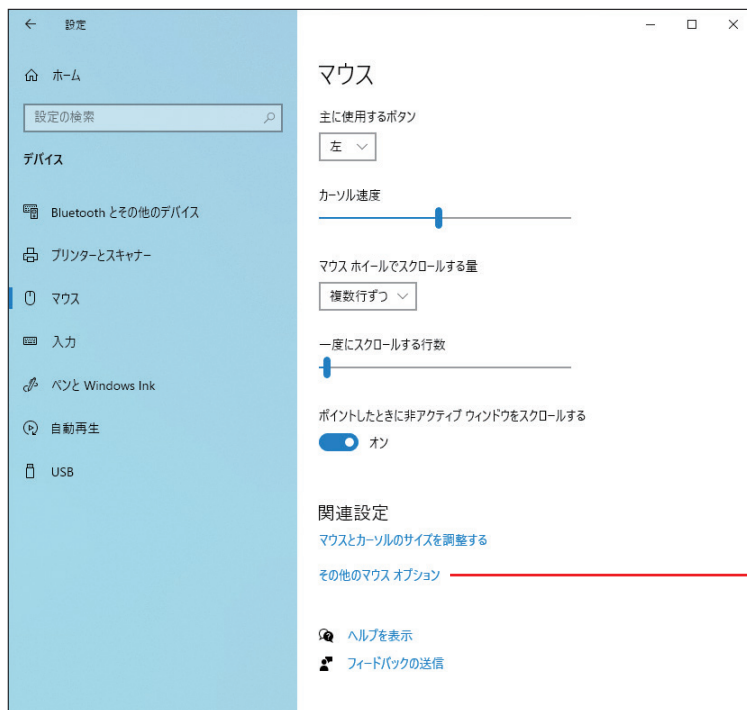 設定
ホーム
設定の検索
デバイス
Bluetooth とその他のデバイス
プリンターとスキャナー
マウス
入力
ペンと Windows Ink
自動再生
USB
マウス
主に使用するボタン
左
カーソル速度
マウス ホイールでスクロールする量
複数行ずつ
一度にスクロールする行数
ポイントしたときに非アクティブ ウィンドウをスクロールする
オン
関連設定
マウスとカーソルのサイズを調整する
その他のマウス オプション
ヘルプを表示
フィードバックの送信